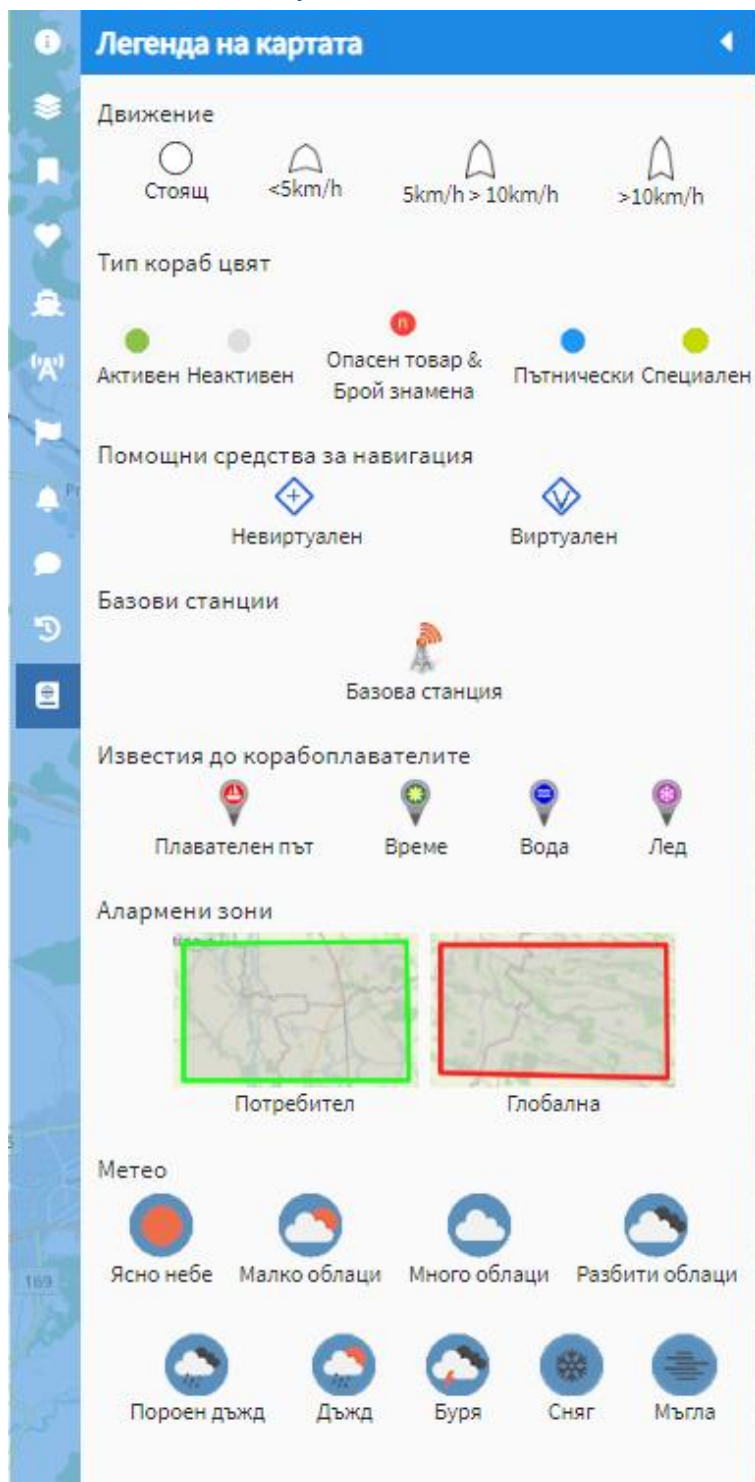 Легенда на картата
Движение
Стоящ <5km/h 5km/h > 10km/h >10km/h
Тип кораб цвят
n
Активен Неактивен Опасен товар & Брой знамена Пътнически Специален
Помощни средства за навигация
Невиртуален Виртуален
Базови станции
Базова станция
Известия до корабоплавателите
Плавателен път Време Вода Лед
Алармени зони
Потребител Глобална
Метео
Ясно небе Малко облаци Много облаци Разбити облаци
169
Пороен дъжд Дъжд Буря Сняг Мъгла